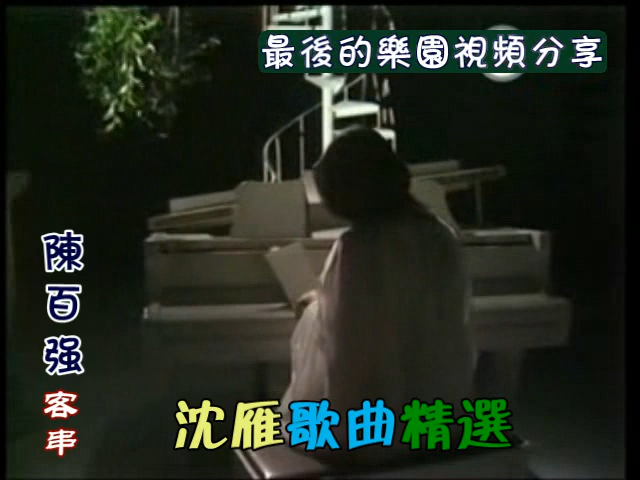 最後的樂園視頻分享
陳百强
客串
沈雁歌曲精選